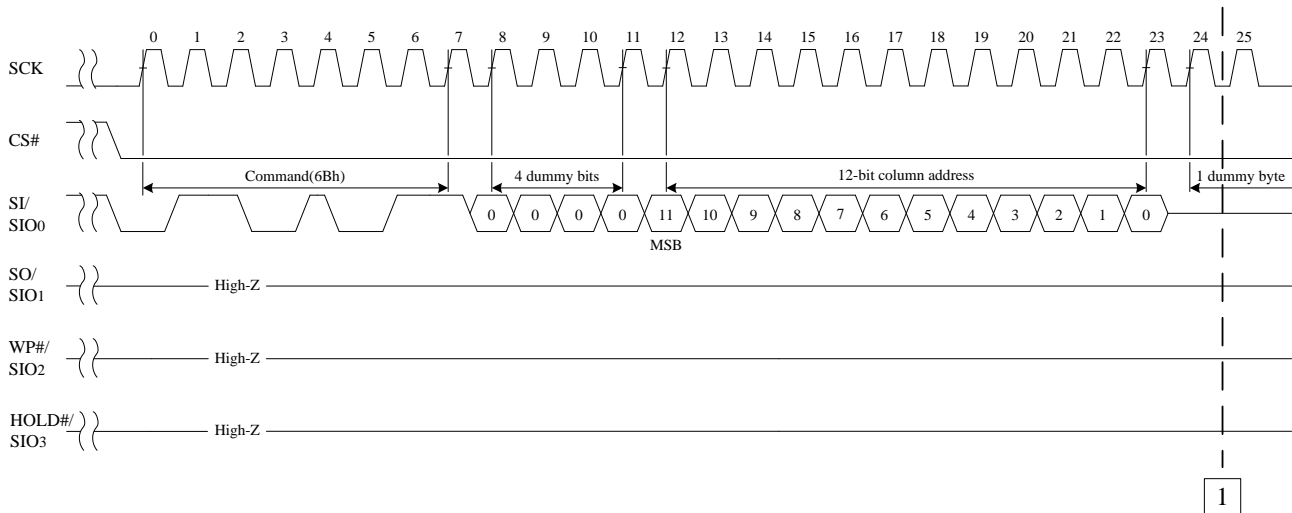 0 1 2 3 4 5 6 7 8 9 10 11 12 13 14 15 16 17 18 19 20 21 22 23 24 25
SCK
CS#
Command(6Bh) 4 dummy bits 12-bit column address 1 dummy byte
SI/
SIO0
0 0 0 0 11 10 9 8 7 6 5 4 3 2 1 0
MSB
SO/
SIO1
High-Z
WP#/
SIO2
High-Z
HOLD#/
SIO3
High-Z
1